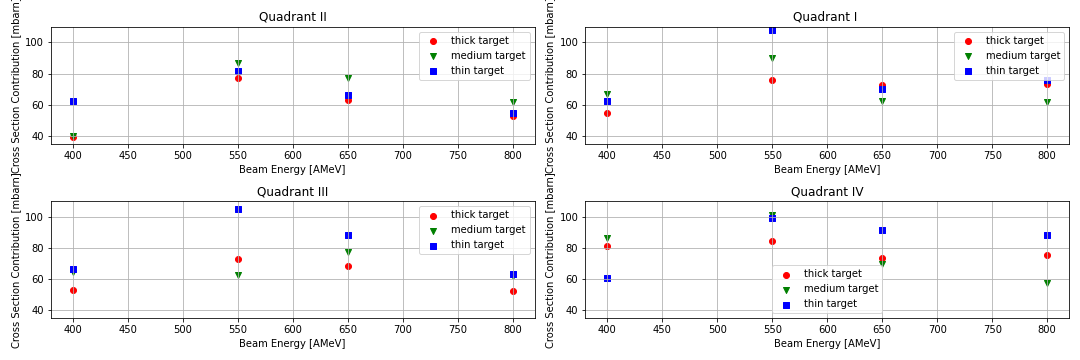 Quadrant II
Cross Section Contribution [mbarn]
100
80
60
40
400
450
500
550
600
650
700
750
800
Beam Energy [AMeV]
thick target
medium target
thin target
Quadrant I
Cross Section Contribution [mbarn]
100
80
60
40
400
450
500
550
600
650
700
750
800
Beam Energy [AMeV]
thick target
medium target
thin target
Quadrant III
Cross Section Contribution [mbarn]
100
80
60
40
400
450
500
550
600
650
700
750
800
Beam Energy [AMeV]
thick target
medium target
thin target
Quadrant IV
Cross Section Contribution [mbarn]
100
80
60
40
400
450
500
550
600
650
700
750
800
Beam Energy [AMeV]
thick target
medium target
thin target